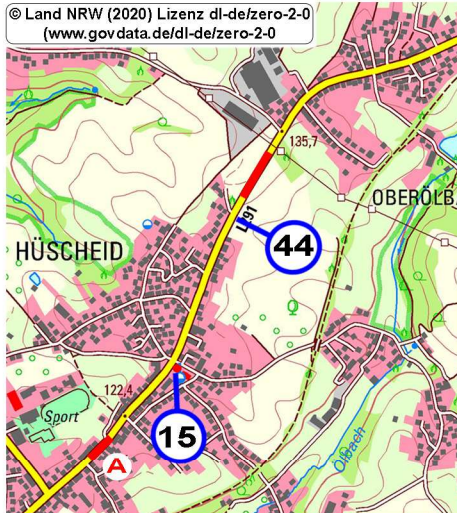 © Land NRW (2020) Lizenz dl-de/zero-2-0
(www.govdata.de/dl-de/zero-2-0
135,7
OBERÖLB
L291
44
HÜSCHEID
122,4
Sport
15
A
Ölbach